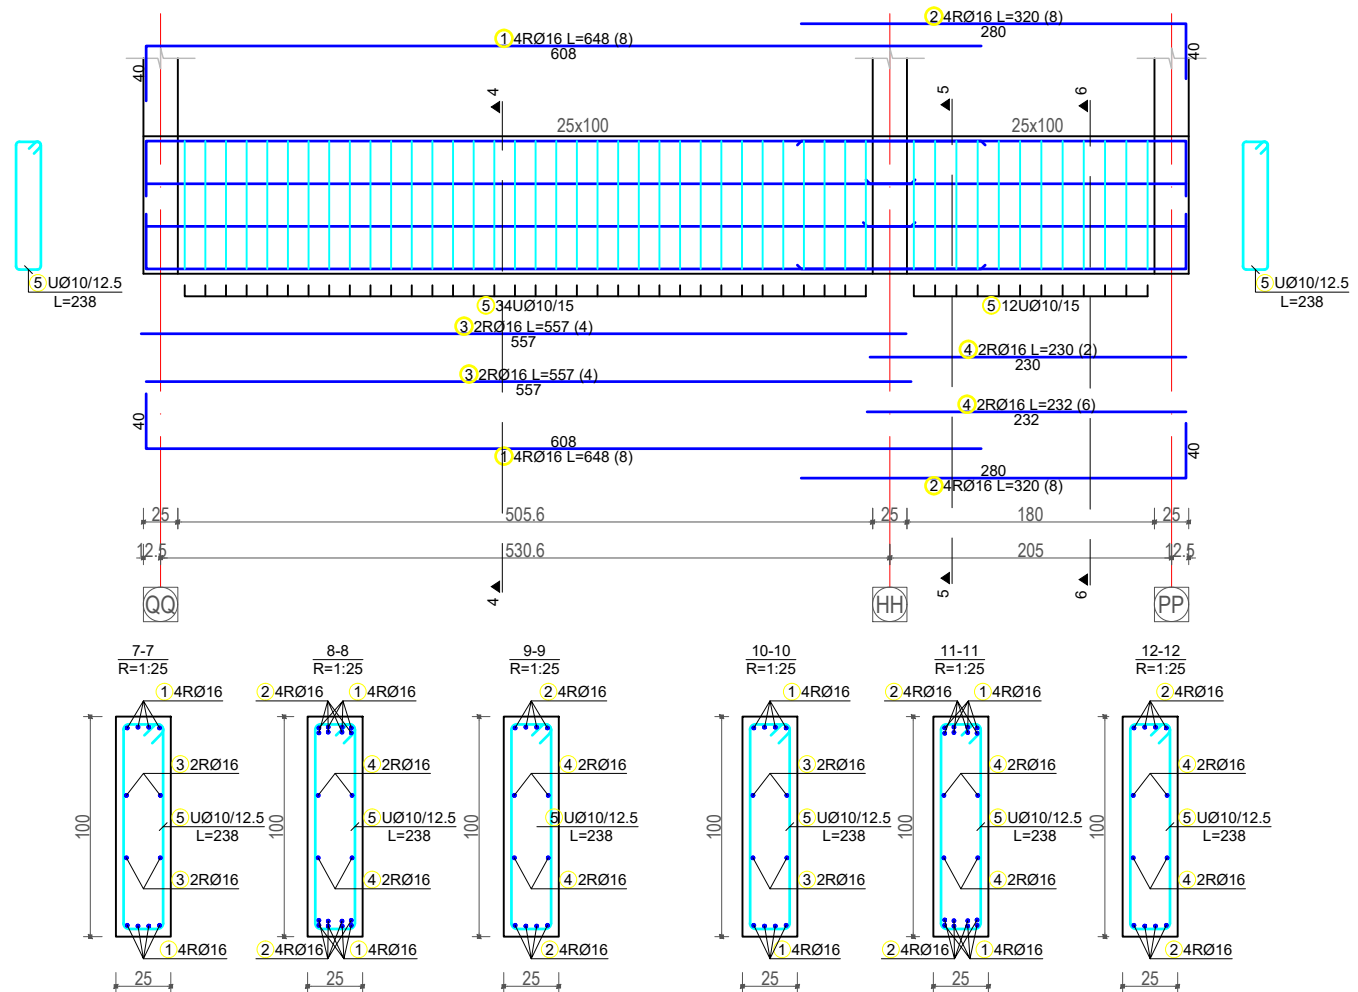 ② 4RØ16 L=320 (8)
280
① 4RØ16 L=648 (8)
608
40
40
4
5
6
25x100
25x100
⑤ UØ10/12.5
L=238
⑤ UØ10/12.5
L=238
⑤ 34UØ10/15
⑤ 12UØ10/15
③ 2RØ16 L=557 (4)
557
④ 2RØ16 L=230 (2)
230
③ 2RØ16 L=557 (4)
557
④ 2RØ16 L=232 (6)
232
40
608
① 4RØ16 L=648 (8)
40
280
② 4RØ16 L=320 (8)
25 505.6 25 180 25
12.5 530.6 205 12.5
4
5
6
QQ HH PP
7-7
R=1:25
8-8
R=1:25
9-9
R=1:25
10-10
R=1:25
11-11
R=1:25
12-12
R=1:25
① 4RØ16
② 4RØ16 ① 4RØ16
② 4RØ16
① 4RØ16
② 4RØ16 ① 4RØ16
② 4RØ16
③ 2RØ16
④ 2RØ16
④ 2RØ16
③ 2RØ16
④ 2RØ16
④ 2RØ16
100
100
100
100
100
100
⑤ UØ10/12.5
L=238
⑤ UØ10/12.5
L=238
⑤ UØ10/12.5
L=238
⑤ UØ10/12.5
L=238
⑤ UØ10/12.5
L=238
⑤ UØ10/12.5
L=238
③ 2RØ16
④ 2RØ16
④ 2RØ16
③ 2RØ16
④ 2RØ16
④ 2RØ16
① 4RØ16
② 4RØ16 ① 4RØ16
② 4RØ16
① 4RØ16
② 4RØ16 ① 4RØ16
② 4RØ16
25
25
25
25
25
25